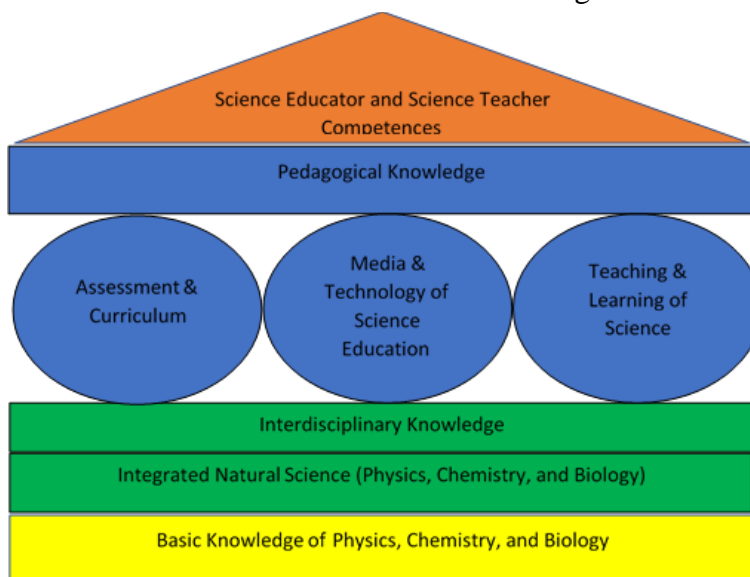 Science Educator and Science Teacher
Competences
Pedagogical Knowledge
Assessment &
Curriculum
Media &
Technology of
Science
Education
Teaching &
Learning of
Science
Interdisciplinary Knowledge
Integrated Natural Science (Physics, Chemistry, and Biology)
Basic Knowledge of Physics, Chemistry, and Biology